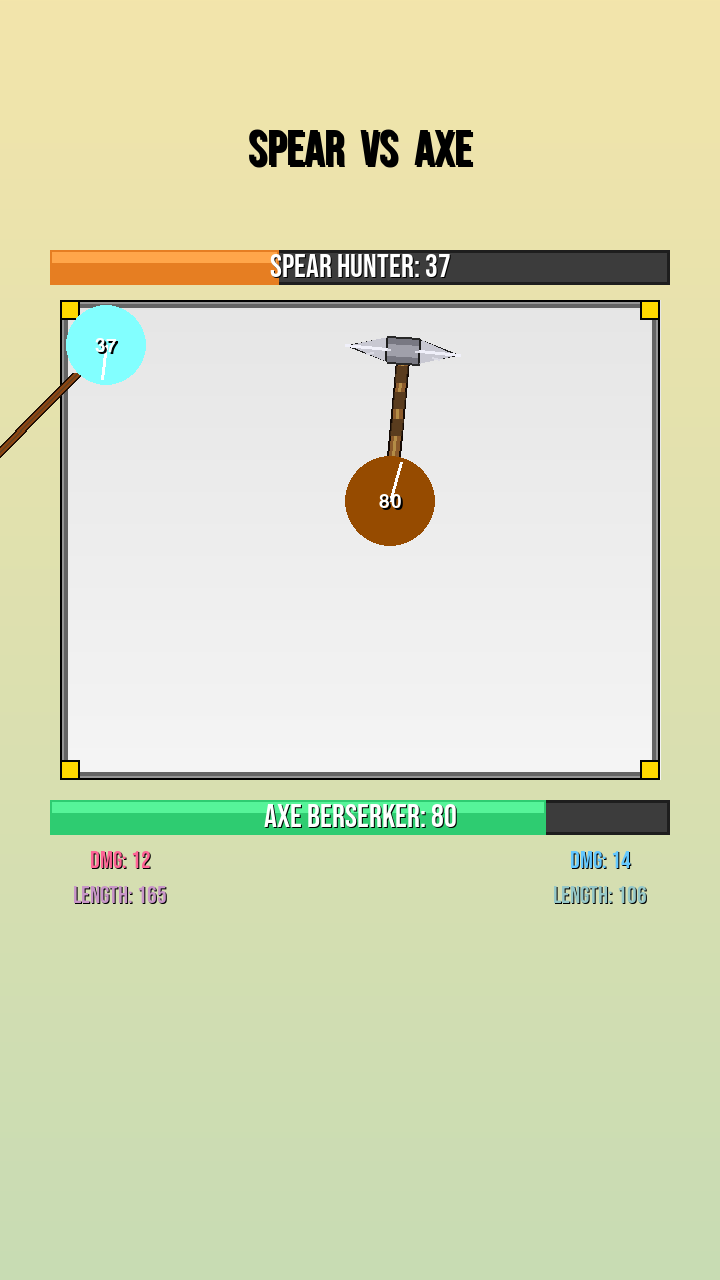 SPEAR VS AXE
SPEAR HUNTER: 37
37
80
AXE BERSERKER: 80
DMG: 12
DMG: 14
LENGTH: 165
LENGTH: 106